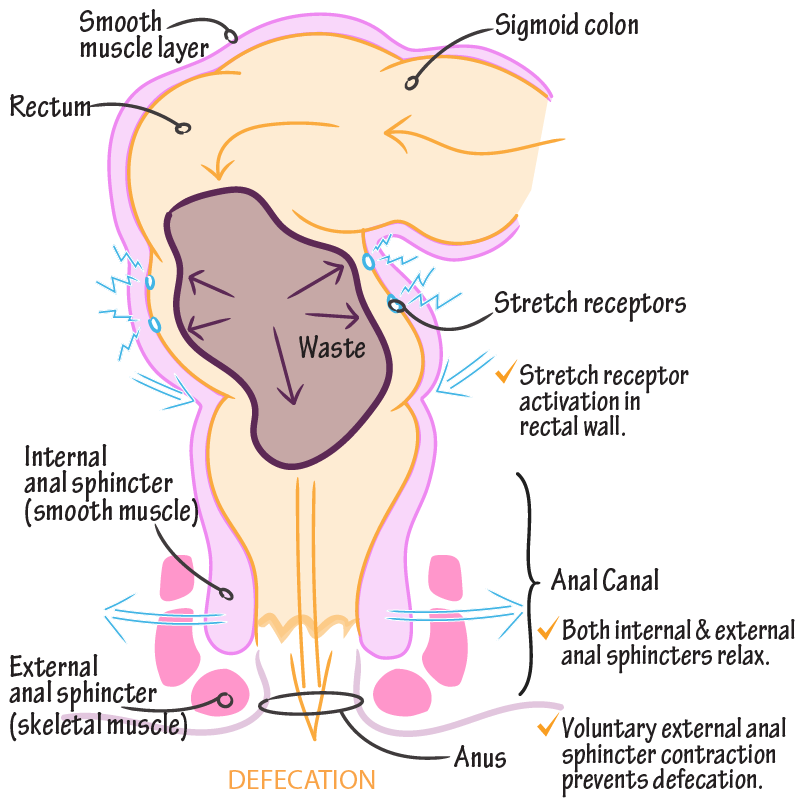 Smooth
muscle layer
Sigmoid colon
Rectum
Stretch receptors
Waste
✓ Stretch receptor
activation in
rectal wall.
Internal
anal sphincter
(smooth muscle)
Anal Canal
✓ Both internal & external
anal sphincters relax.
External
anal sphincter
(skeletal muscle)
✓ Voluntary external anal
sphincter contraction
prevents defecation.
Anus
DEFECATION